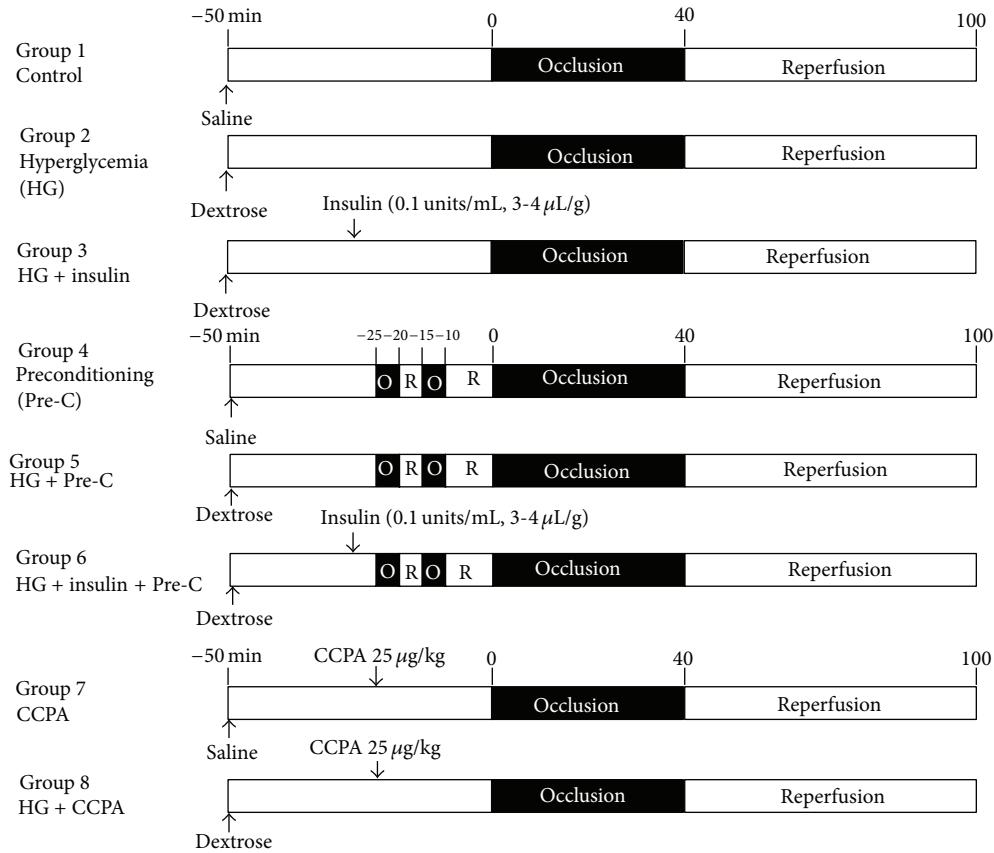 −50 min 0 40 100
Group 1
Control
Occlusion Reperfusion
Saline
Group 2
Hyperglycemia
(HG)
Occlusion Reperfusion
Dextrose
Insulin (0.1 units/mL, 3-4 μL/g)
Group 3
HG + insulin
Occlusion Reperfusion
Dextrose
−50 min −25 −20 −15 −10 0 40 100
Group 4
Preconditioning
(Pre-C)
O R O R Occlusion Reperfusion
Saline
Group 5
HG + Pre-C
O R O R Occlusion Reperfusion
Dextrose
Insulin (0.1 units/mL, 3-4 μL/g)
Group 6
HG + insulin + Pre-C
O R O R Occlusion Reperfusion
Dextrose
−50 min CCPA 25 μg/kg 0 40 100
Group 7
CCPA
Occlusion Reperfusion
Saline
CCPA 25 μg/kg
Group 8
HG + CCPA
Occlusion Reperfusion
Dextrose